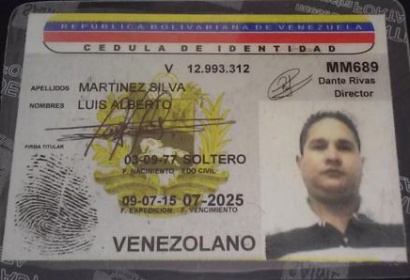 REPUBLICA BOLIVARIANA DE VENEZUELA
CEDULA DE IDENTIDAD
V 12.993.312
MM689
Dante Rivas
Director
APELLIDOS MARTINEZ SILVA
NOMBRES LUIS ALBERTO
FIRMA TITULAR
03-09-77 SOLTERO
F. NACIMIENTO EDO CIVIL
09-07-15 07-2025
F. EXPEDICION F. VENCIMIENTO
VENEZOLANO